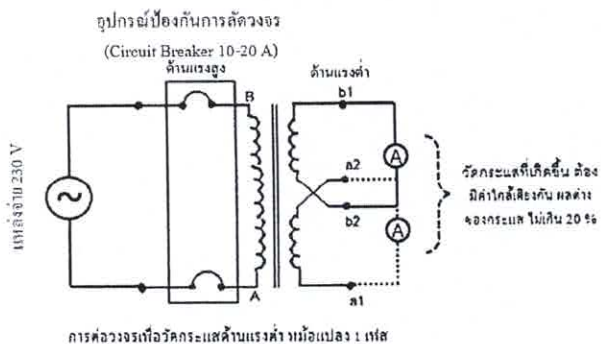 อุปกรณ์ป้องกันการลัดวงจร
(Circuit Breaker 10-20 A)
ด้านแรงสูง
ด้านแรงต่ำ
B
b1
แหล่งจ่าย 230 V
A
a2
b2
A
วัดกระแสที่เกิดขึ้น ต้อง
มีค่าใกล้เคียงกัน ผลต่าง
ของกระแส ไม่เกิน 20 %
A
a1
การต่อวงจรเพื่อวัดกระแสด้านแรงต่ำ หม้อแปลง 1 เฟส